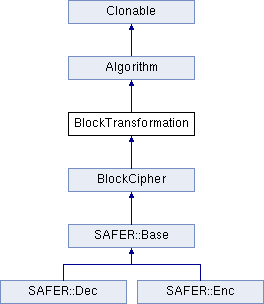 Clonable
Algorithm
BlockTransformation
BlockCipher
SAFER::Base
SAFER::Dec
SAFER::Enc